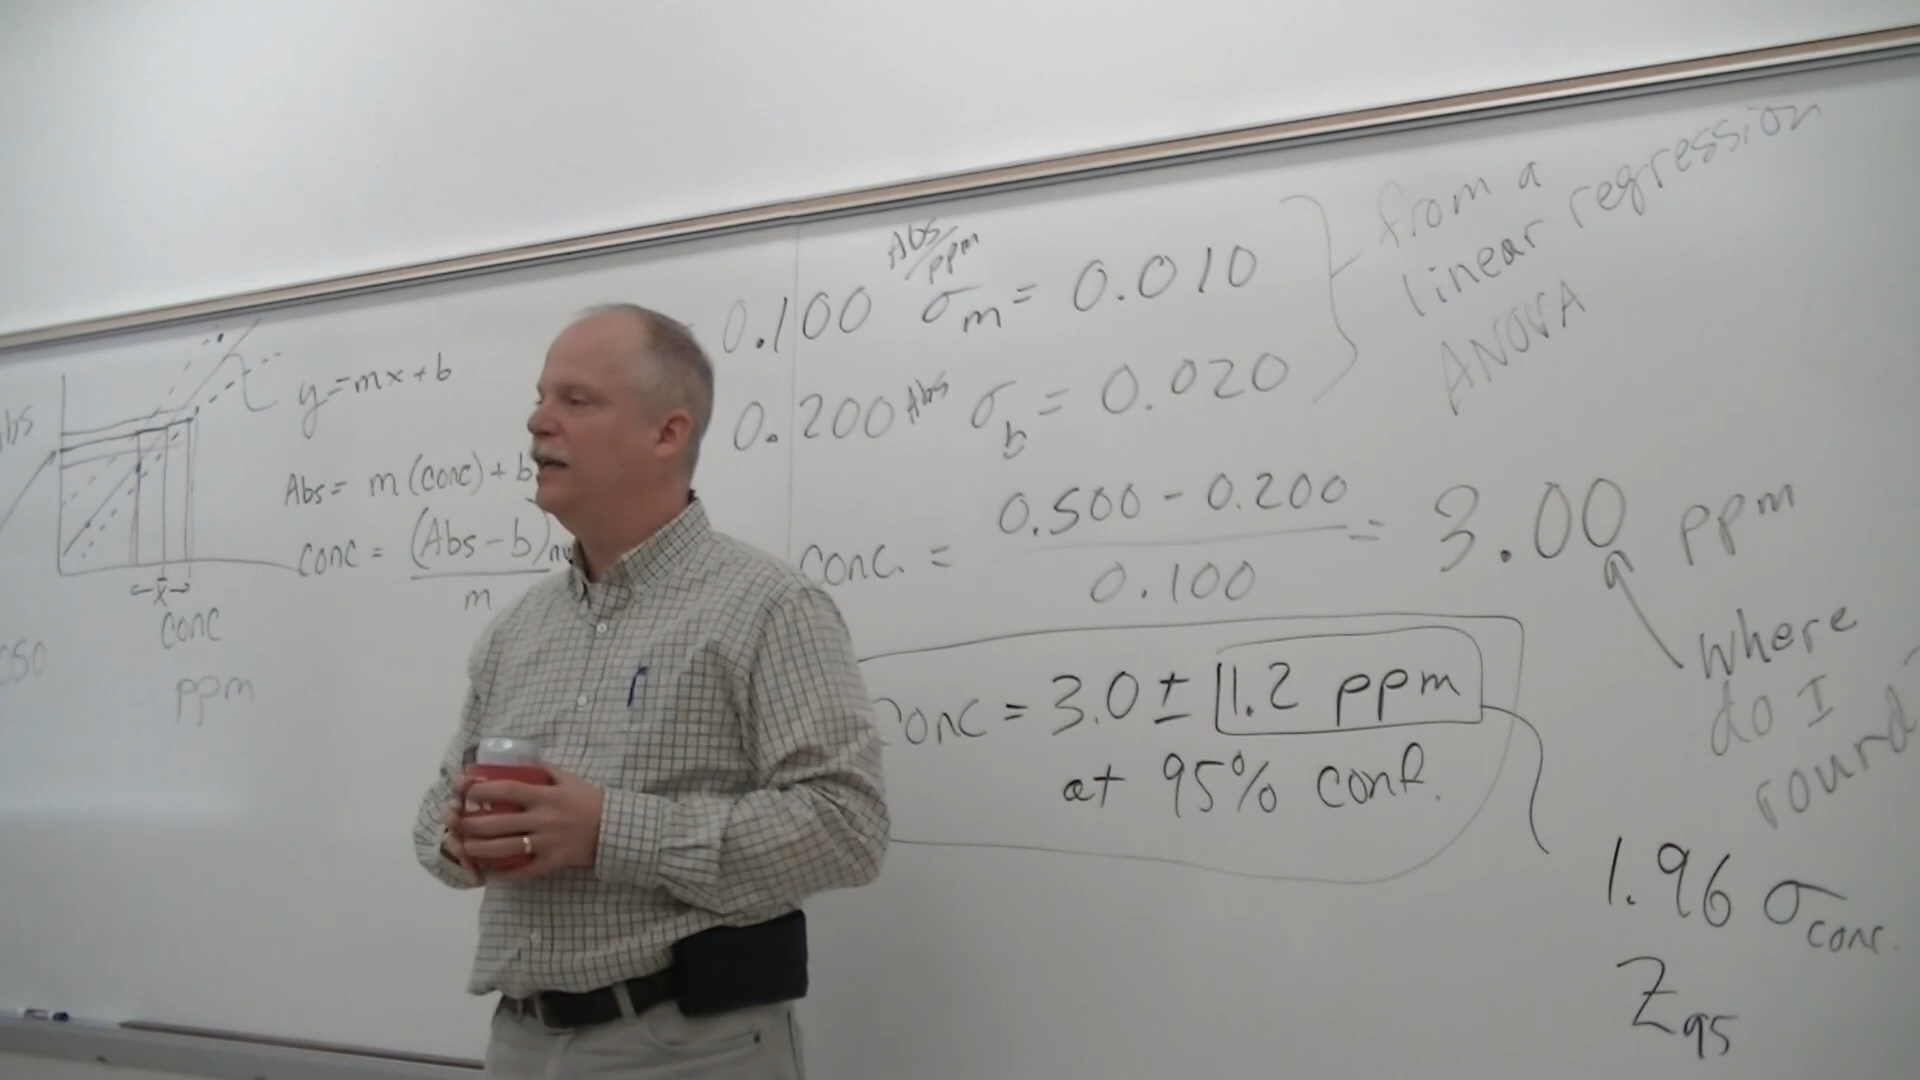 Abs
y = mx + b
Abs = m (conc) + b
conc = (Abs - b)
m
x
conc
ppm
050
0.100 Abs/ppm σm = 0.010
0.200 Abs σb = 0.020
from a
linear regression
ANOVA
conc. = 0.500 - 0.200 = 3.00 ppm
0.100
where
do I
round
conc = 3.0 ± 1.2 ppm
at 95% conf.
1.96 σconc.
Z95